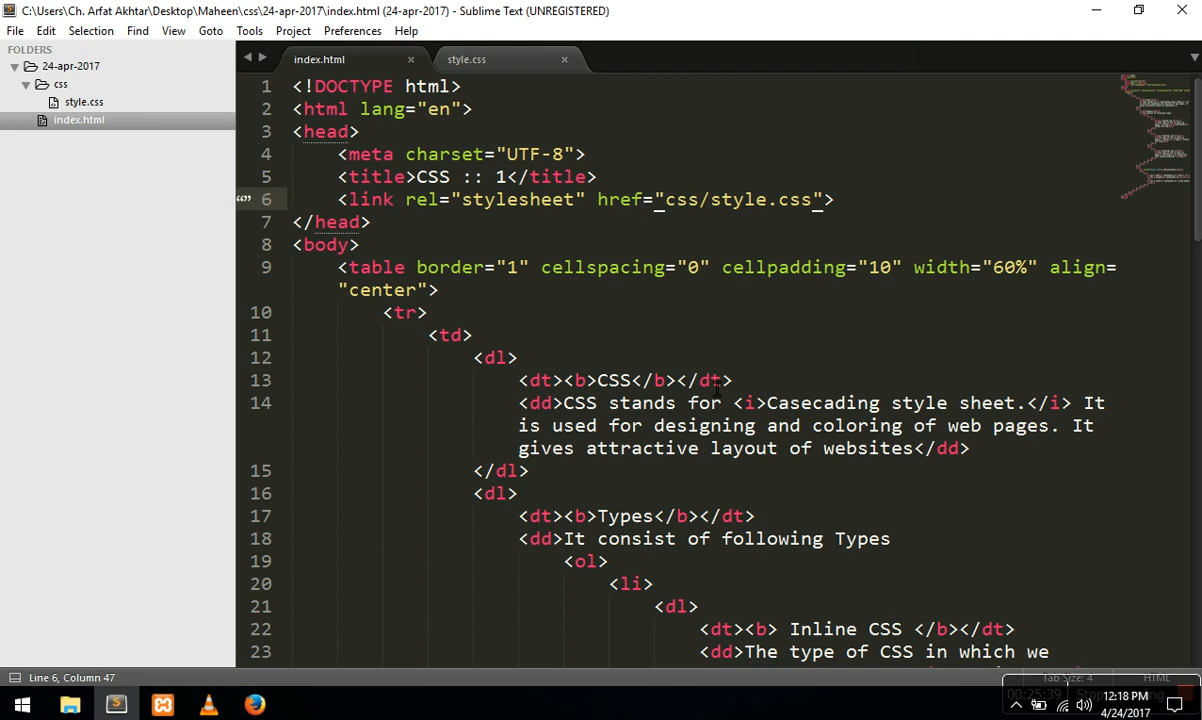 C:\Users\Ch. Arfat Akhtar\Desktop\Maheen\css\24-apr-2017\index.html (24-apr-2017) - Sublime Text (UNREGISTERED)
File Edit Selection Find View Goto Tools Project Preferences Help
FOLDERS
24-apr-2017
css
style.css
index.html
index.html style.css
1 <!DOCTYPE html>
2 <html lang="en">
3 <head>
4 <meta charset="UTF-8">
5 <title>CSS :: 1</title>
6 <link rel="stylesheet" href="css/style.css">
7 </head>
8 <body>
9 <table border="1" cellspacing="0" cellpadding="10" width="60%" align=
"center">
10 <tr>
11 <td>
12 <dl>
13 <dt><b>CSS</b></dt>
14 <dd>CSS stands for <i>Casecading style sheet.</i> It
is used for designing and coloring of web pages. It
gives attractive layout of websites</dd>
15 </dl>
16 <dl>
17 <dt><b>Types</b></dt>
18 <dd>It consist of following Types
19 <ol>
20 <li>
21 <dl>
22 <dt><b> Inline CSS </b></dt>
23 <dd>The type of CSS in which we
Line 6, Column 47
Tab Size: 4 HTML
00:25:39
12:18 PM
4/24/2017